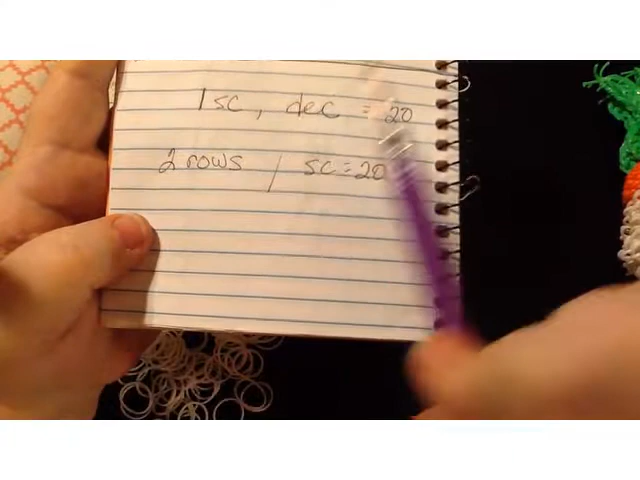 1sc, dec = 20
2 rows / sc = 20